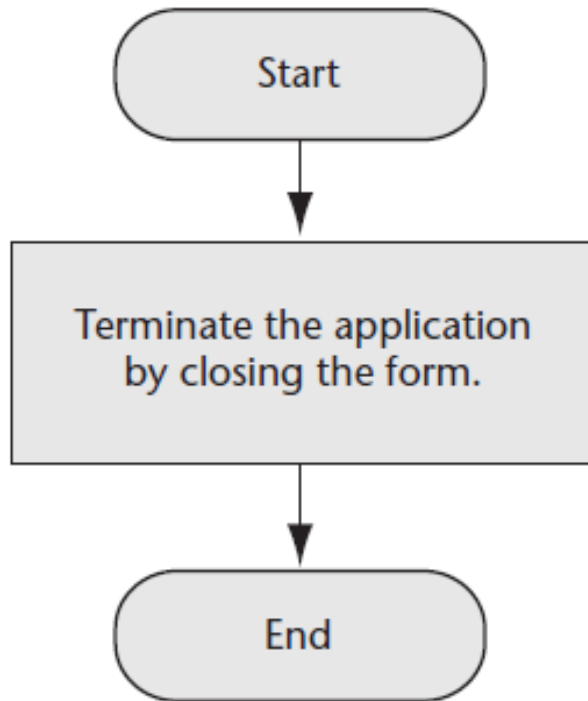 Start
Terminate the application
by closing the form.
End